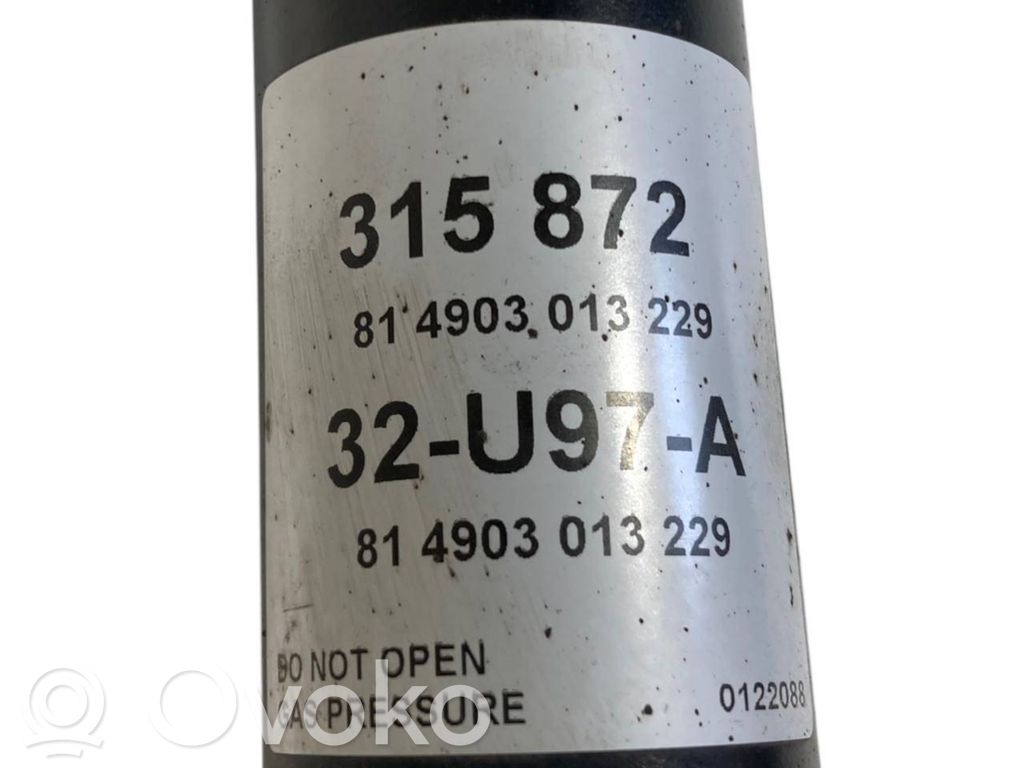 315 872
81 4903 013 229
32-U97-A
81 4903 013 229
DO NOT OPEN
GAS PRESSURE
0122088
ovoko